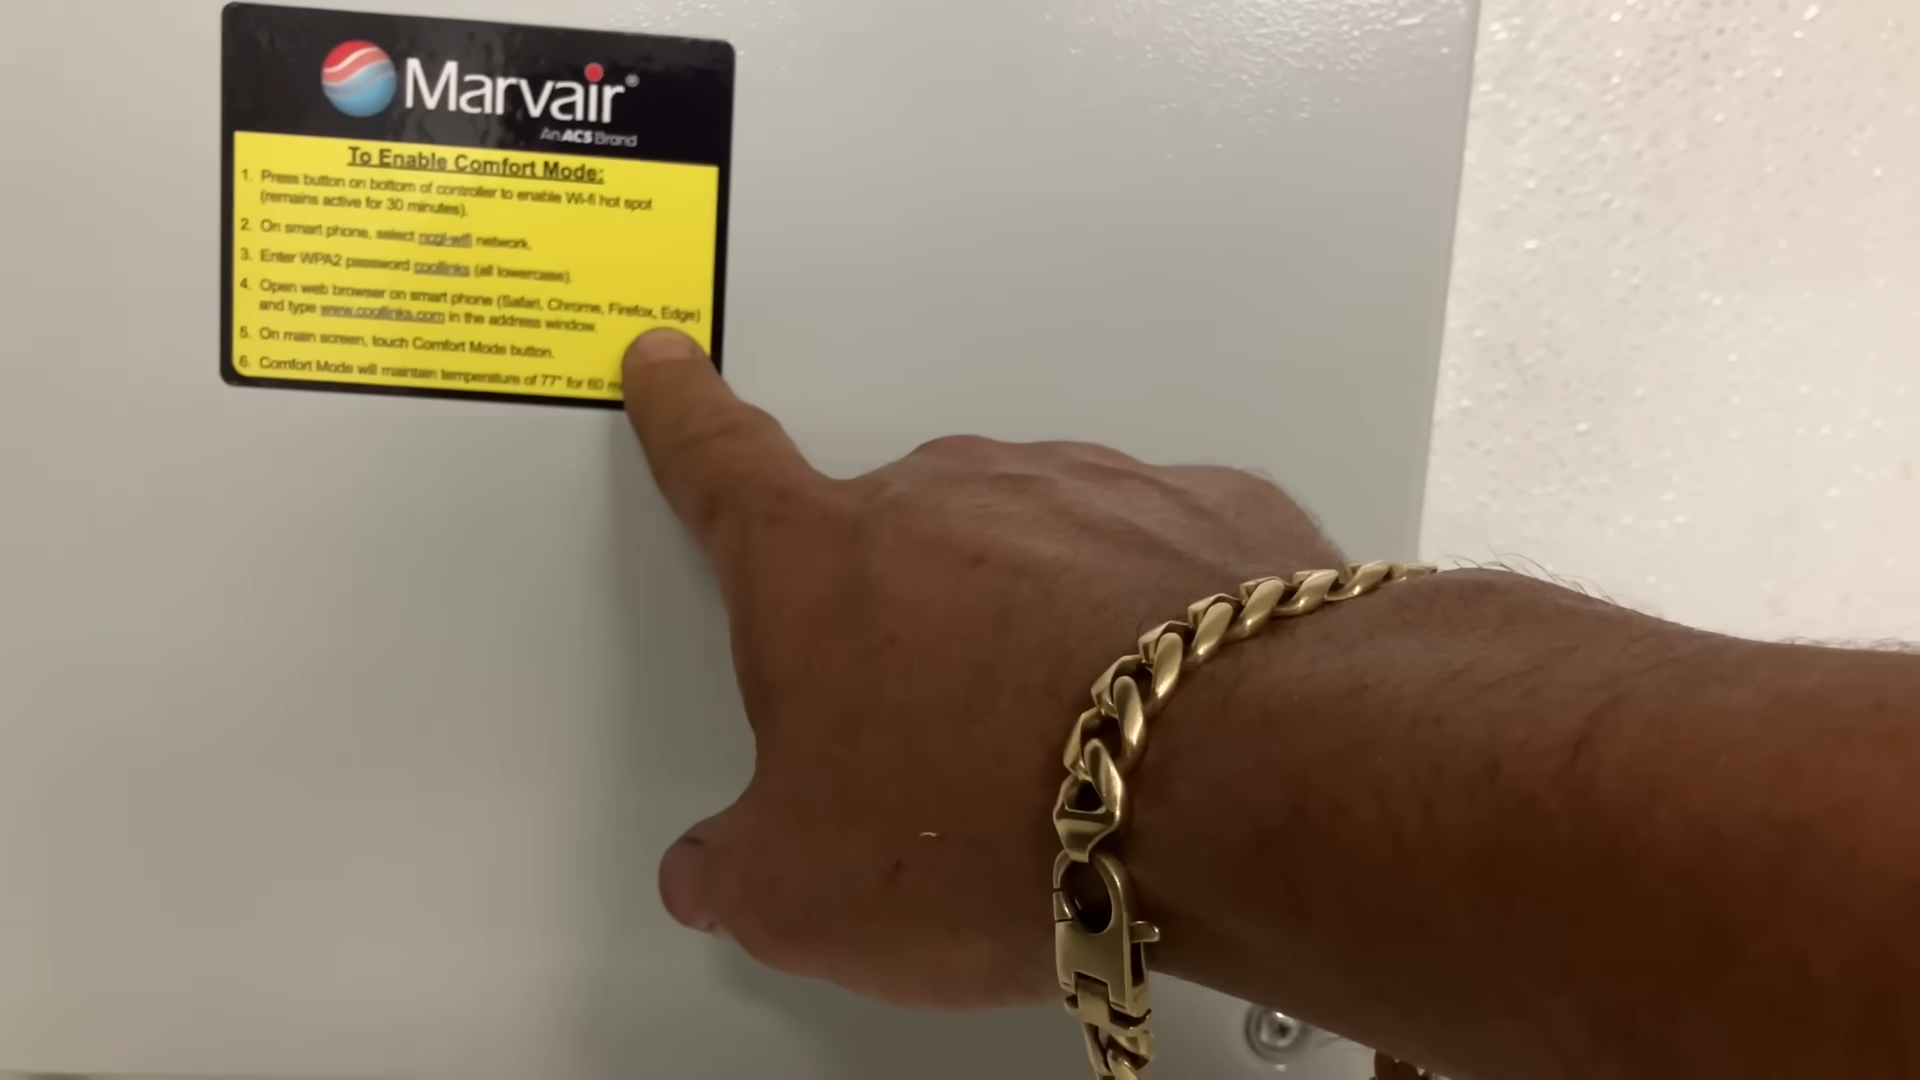 Marvair®
An ACS Brand
To Enable Comfort Mode:
1. Press button on bottom of controller to enable Wi-fi hot spot
(remains active for 30 minutes).
2. On smart phone, select network.
3. Enter WPA2 password coollinks (all lowercase).
4. Open web browser on smart phone (Safari, Chrome, Firefox, Edge)
and type www.coollinks.com in the address window.
5. On main screen, touch Comfort Mode button.
6. Comfort Mode will maintain temperature of 77° for 60